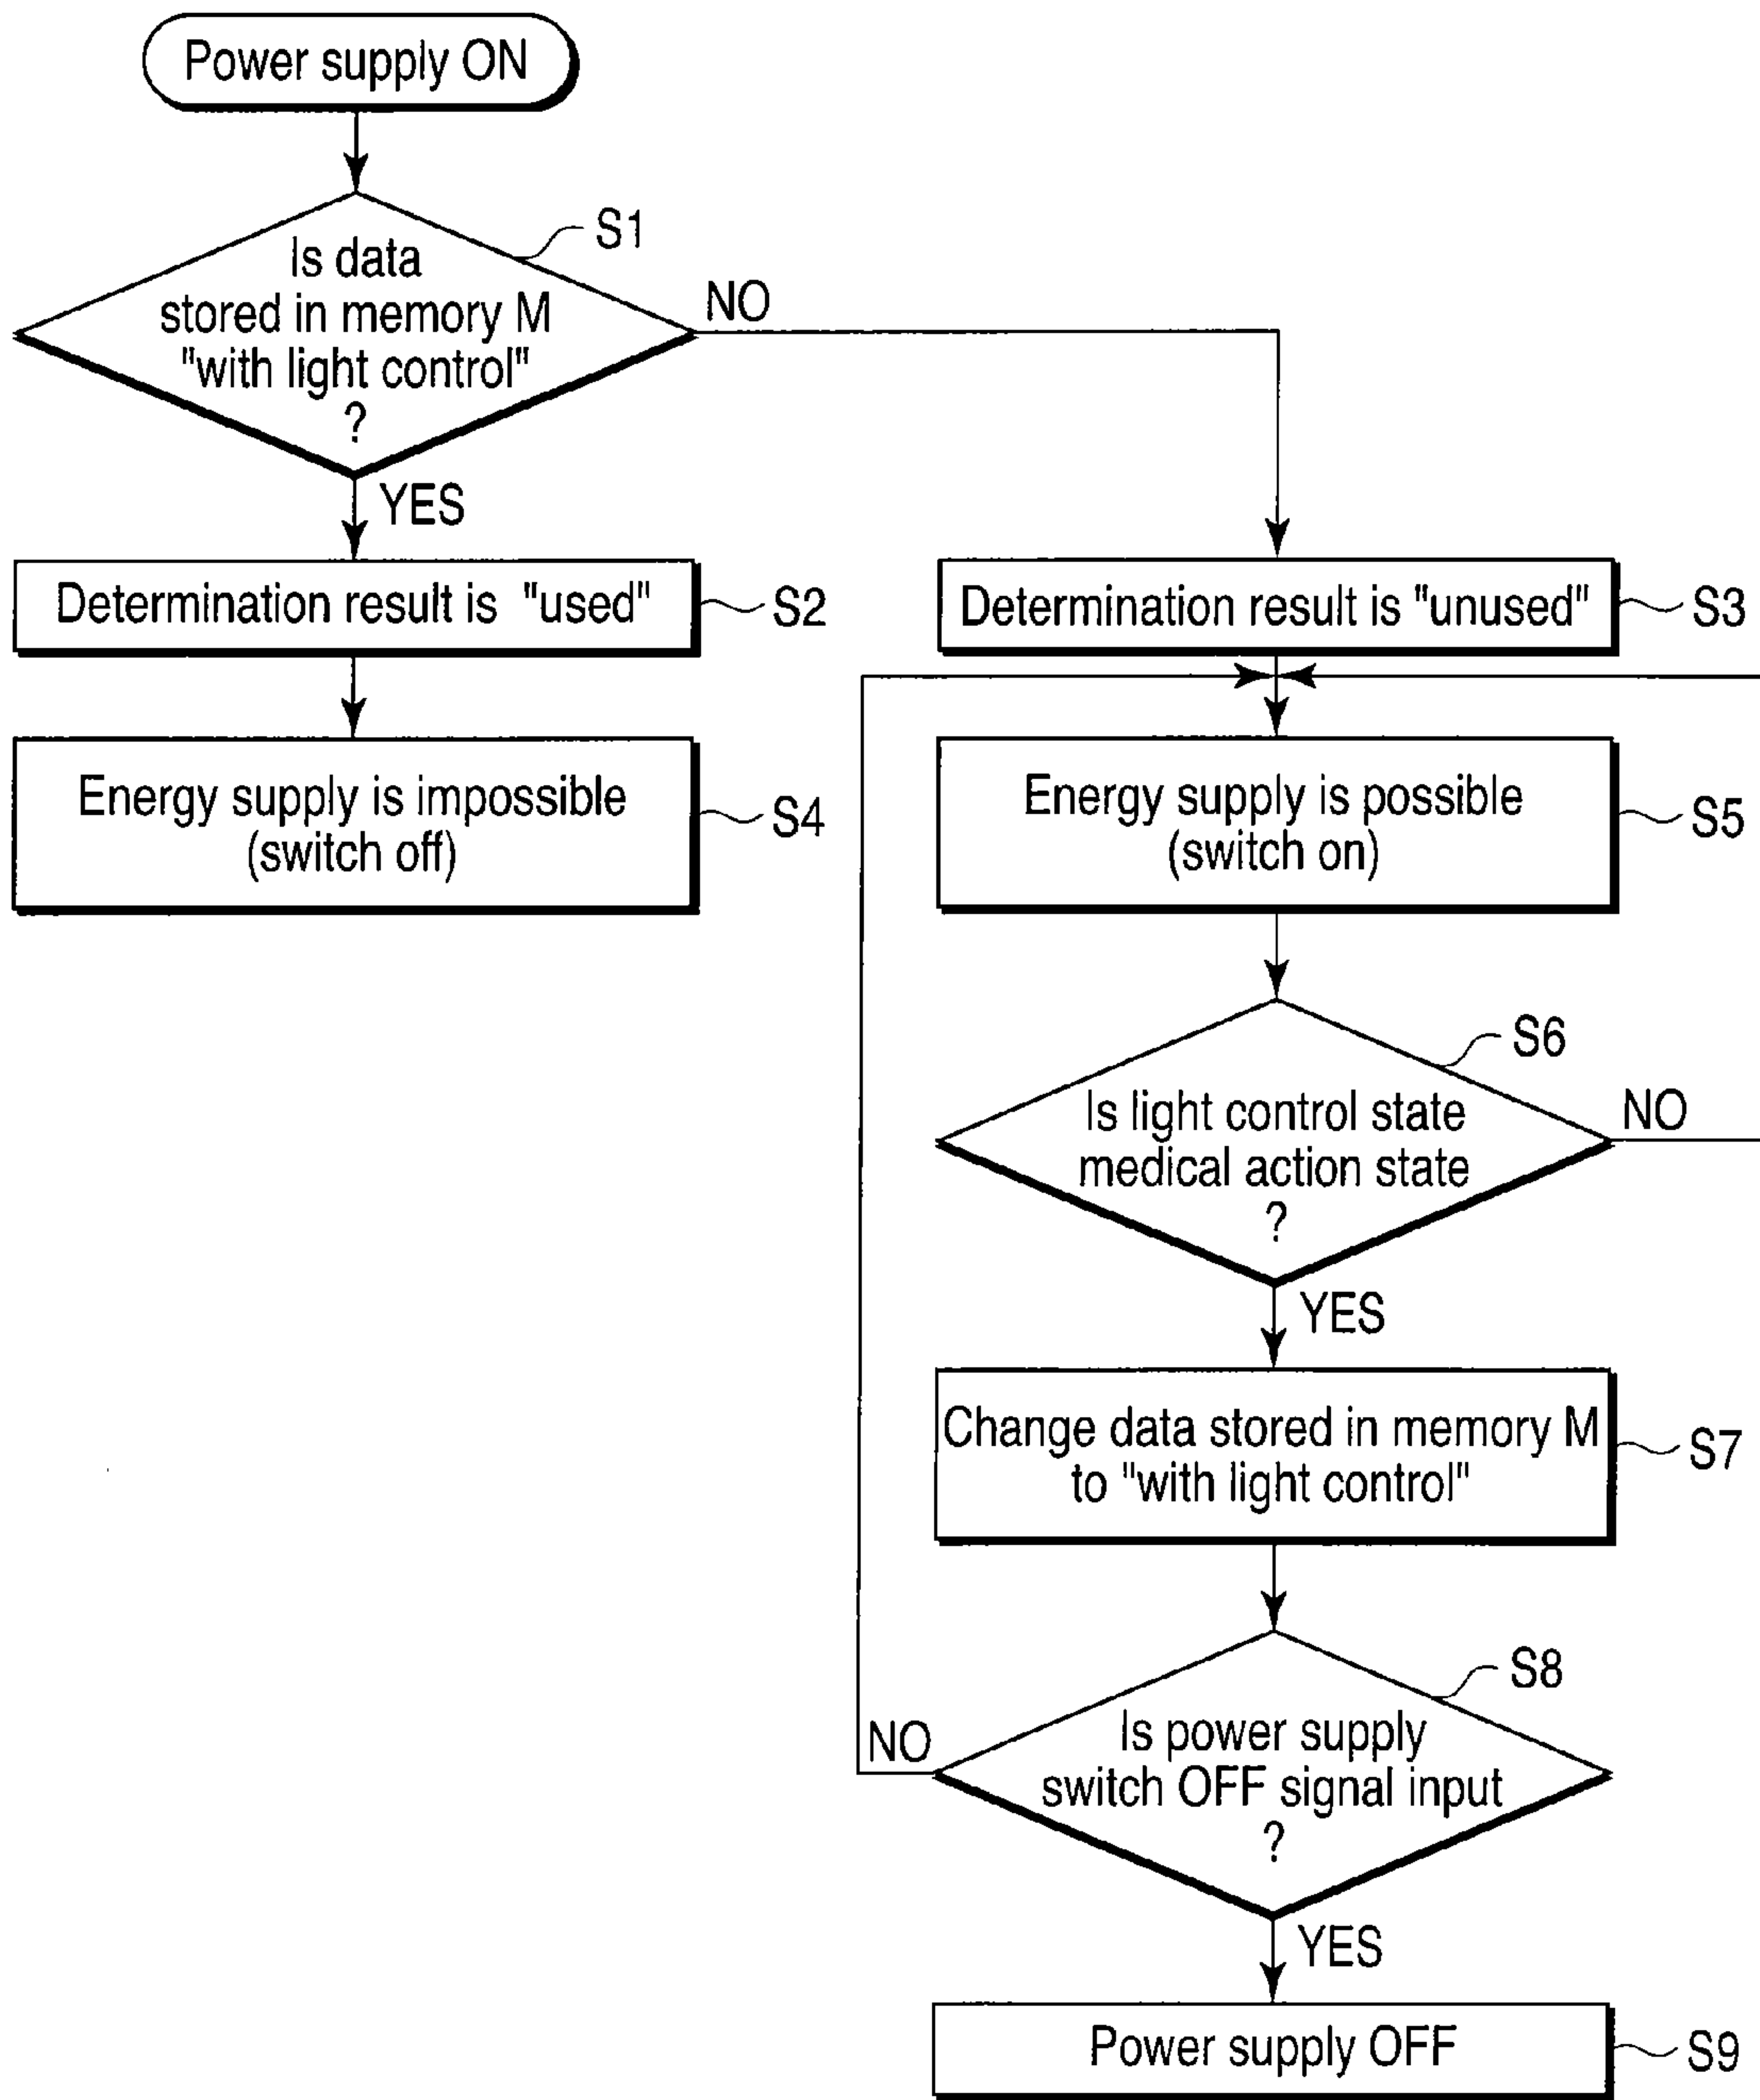 Power supply ON
S1
Is data
stored in memory M
"with light control"
?
NO
YES
Determination result is "used"
S2
Determination result is "unused"
S3
Energy supply is impossible
(switch off)
S4
Energy supply is possible
(switch on)
S5
S6
Is light control state
medical action state
?
NO
YES
Change data stored in memory M
to "with light control"
S7
S8
Is power supply
switch OFF signal input
?
NO
YES
Power supply OFF
S9